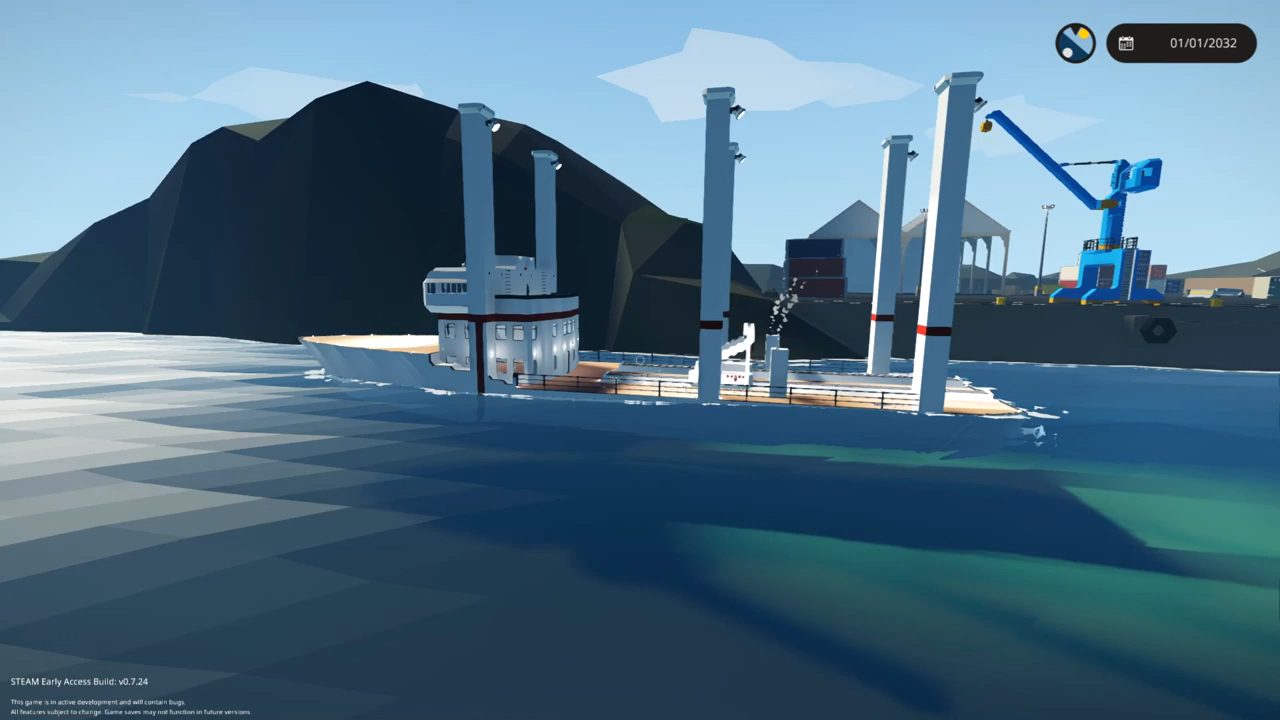 01/01/2032
STEAM Early Access Build: v0.7.24
This game is in active development and will contain bugs.
All features subject to change. Game saves may not function in future versions.